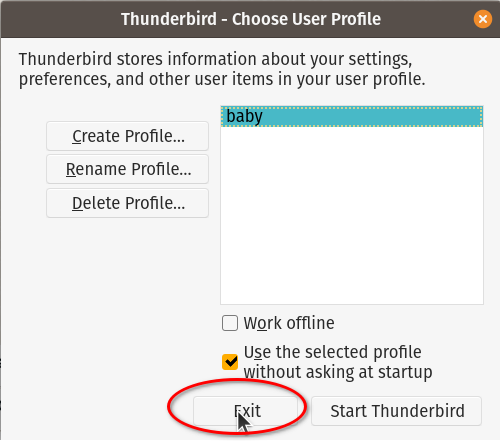 Thunderbird - Choose User Profile
Thunderbird stores information about your settings,
preferences, and other user items in your user profile.
Create Profile...
Rename Profile...
Delete Profile...
baby
Work offline
Use the selected profile
without asking at startup
Exit
Start Thunderbird